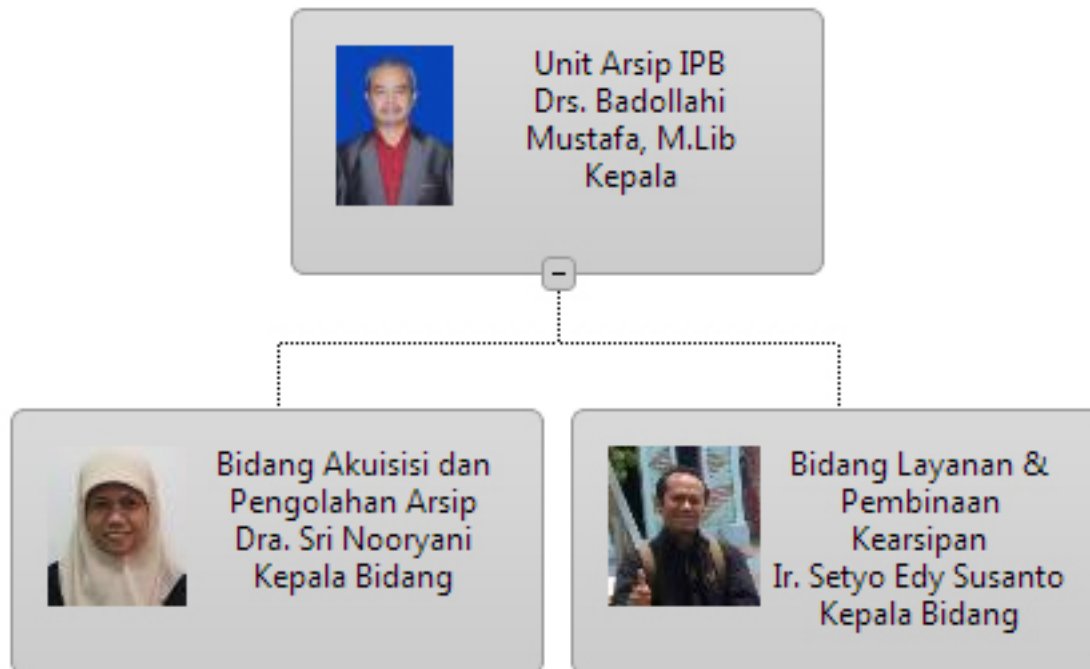 Unit Arsip IPB
Drs. Badollahi
Mustafa, M.Lib
Kepala
Bidang Akuisisi dan
Pengolahan Arsip
Dra. Sri Nooryani
Kepala Bidang
Bidang Layanan &
Pembinaan
Kearsipan
Ir. Setyo Edy Susanto
Kepala Bidang